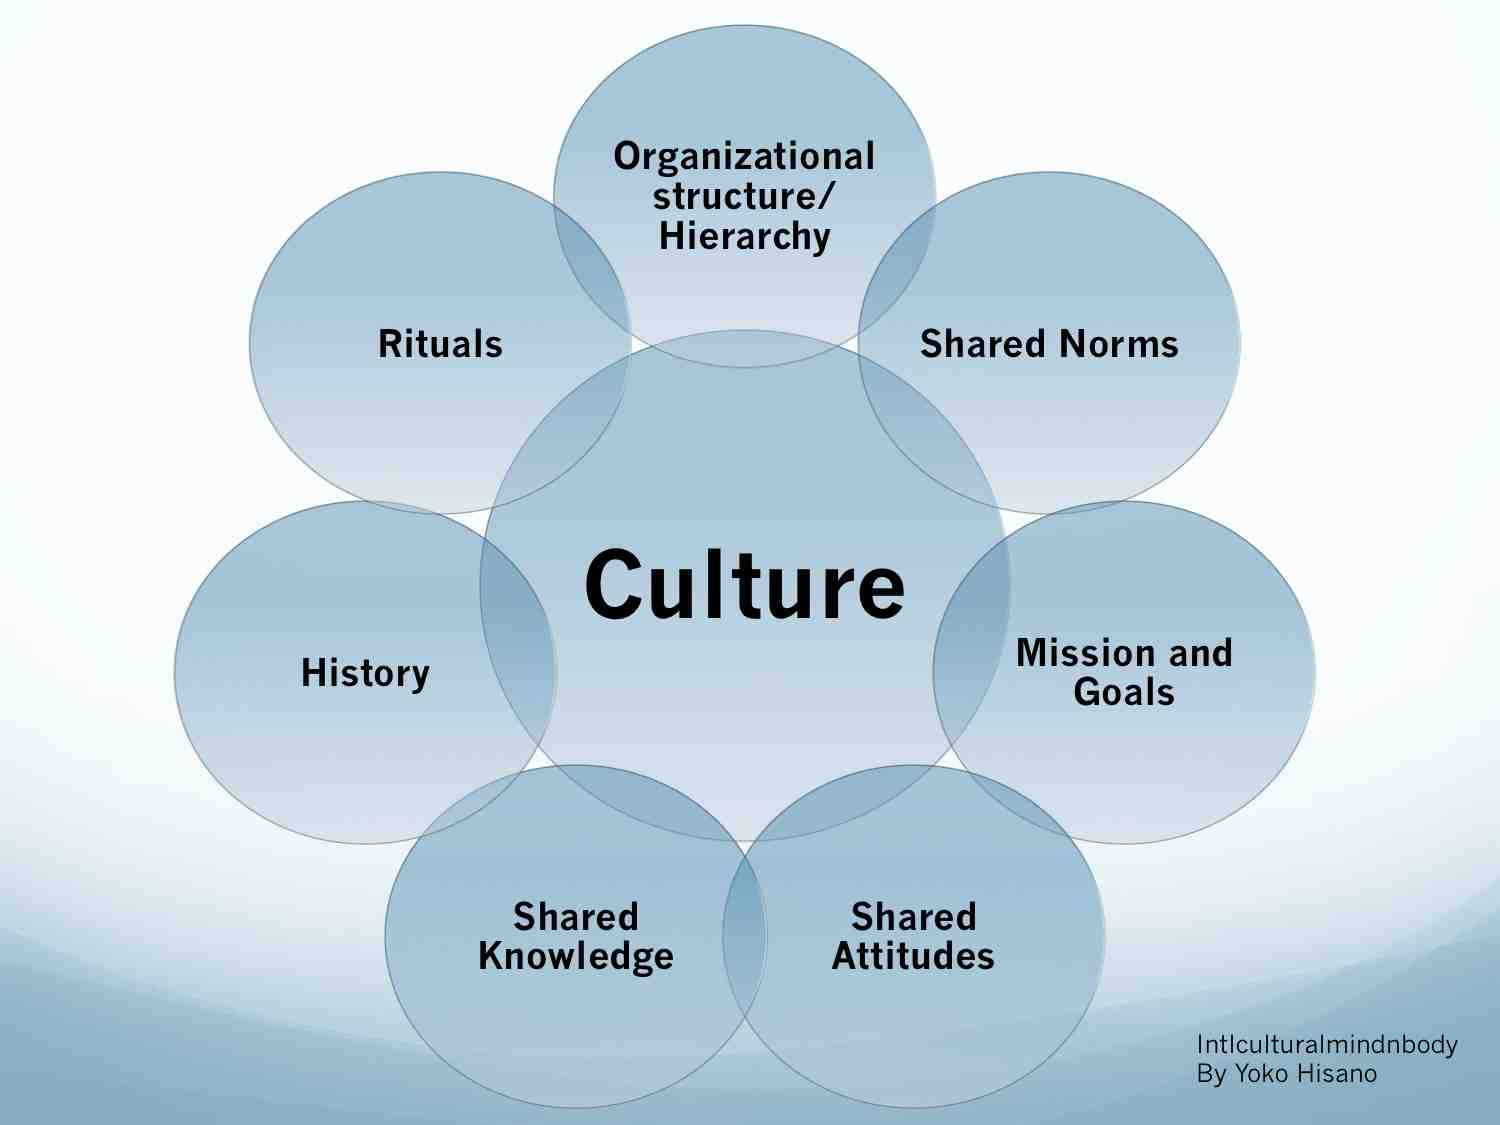 Organizational
structure/
Hierarchy
Rituals
Shared Norms
Culture
History
Mission and
Goals
Shared
Knowledge
Shared
Attitudes
Intlculturalmindnbody
By Yoko Hisano